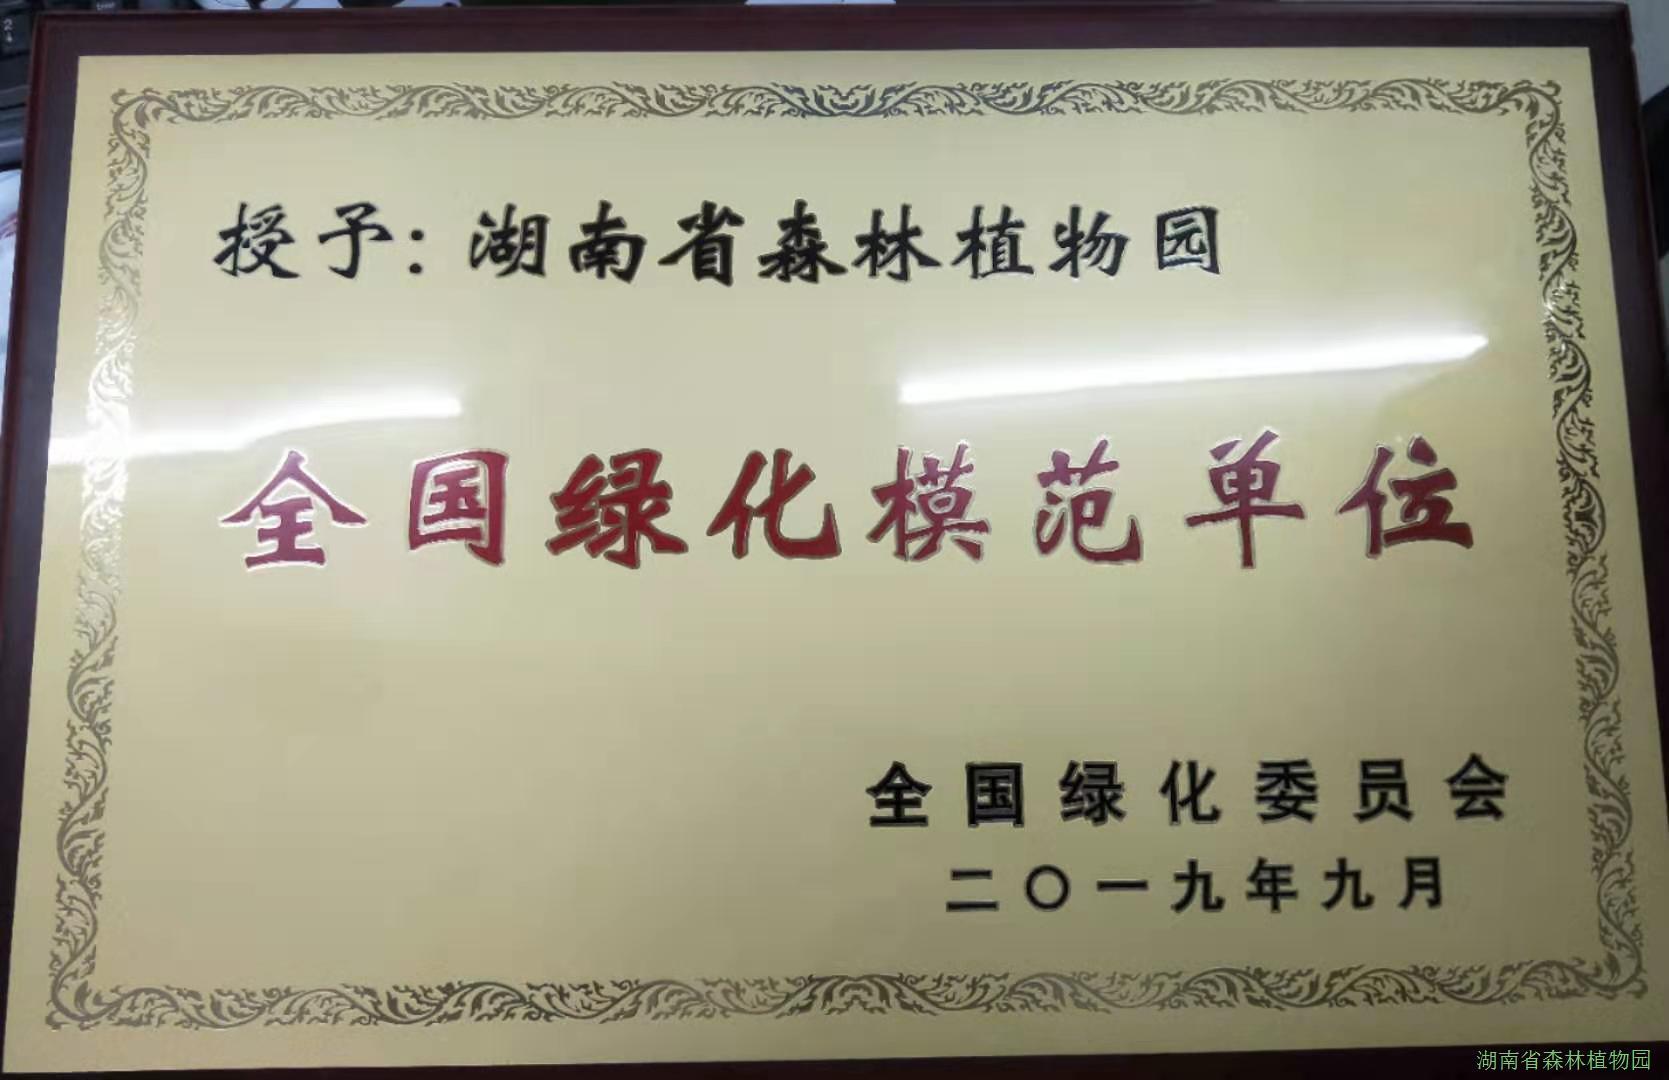 授予：湖南省森林植物园
全国绿化模范单位
全国绿化委员会
二〇一九年九月
湖南省森林植物园